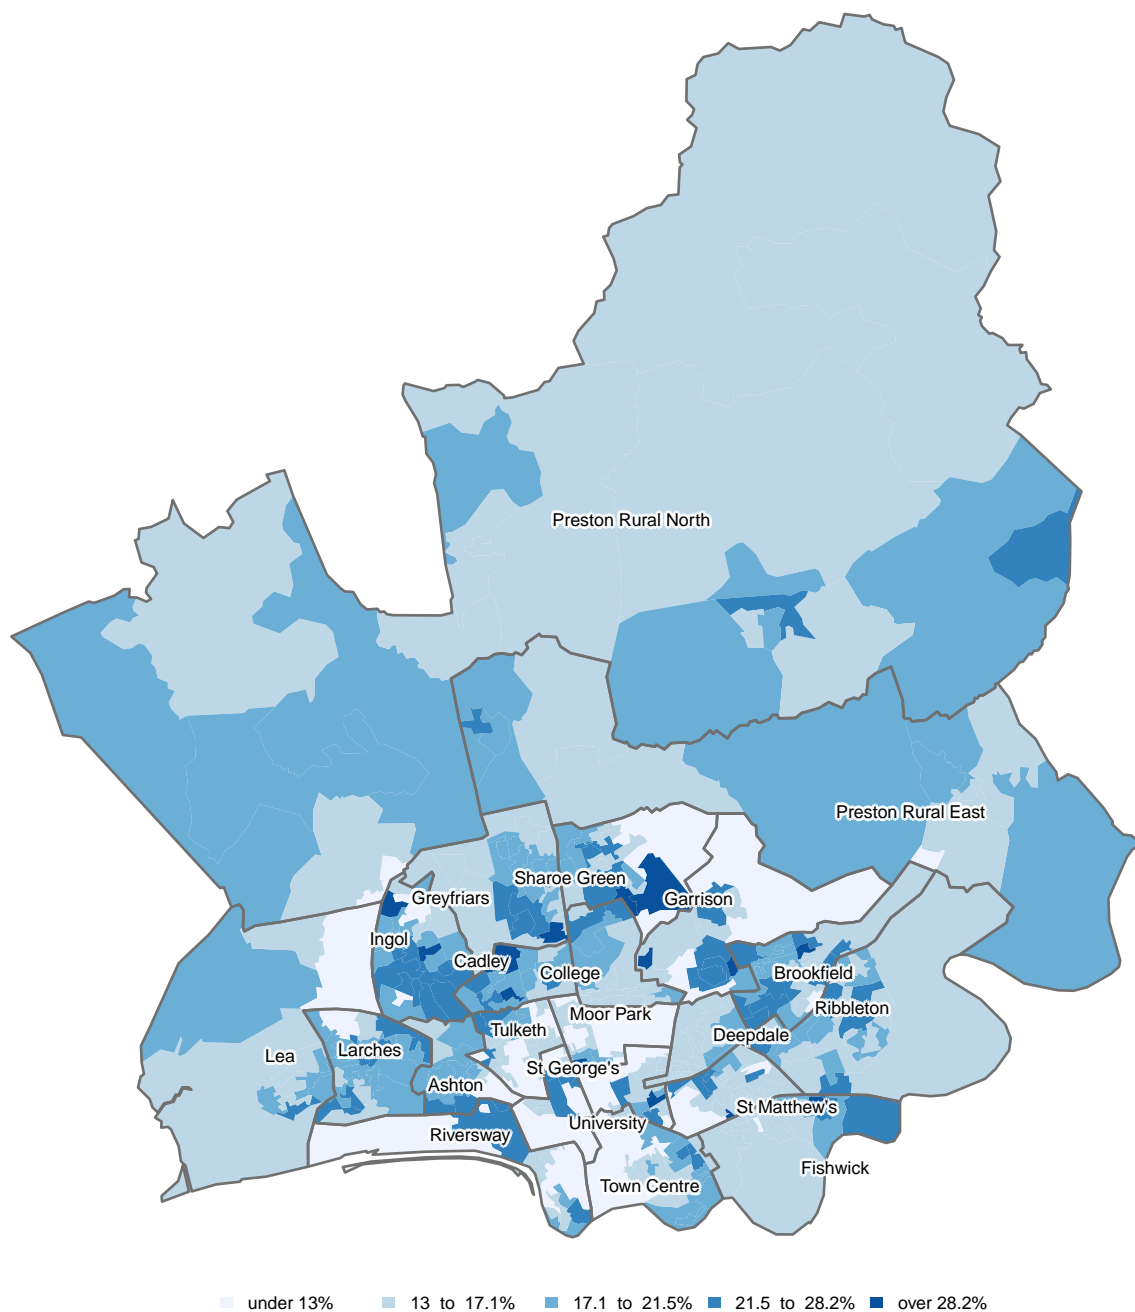 Preston Rural North
Preston Rural East
Sharoe Green
Greyfriars
Garrison
Ingol
Cadley
College
Brookfield
Ribbleton
Moor Park
Tulketh
Deepdale
Lea
Larches
St George's
Ashton
St Matthew's
University
Riversway
Fishwick
Town Centre
under 13% 13 to 17.1% 17.1 to 21.5% 21.5 to 28.2% over 28.2%